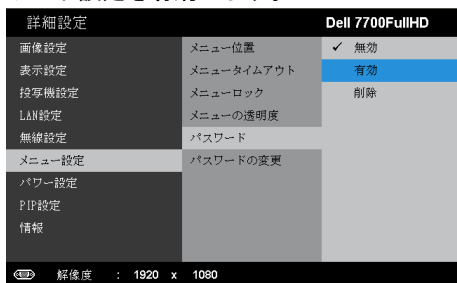 詳細設定 Dell 7700FullHD
画像設定 メニュー位置 ✓ 無効
表示設定 メニュータイムアウト 有効
投写機設定 メニューロック 削除
LAN設定 メニューの透明度
無線設定 パスワード
メニュー設定 パスワードの変更
パワー設定
PIP設定
情報
解像度 : 1920 x 1080